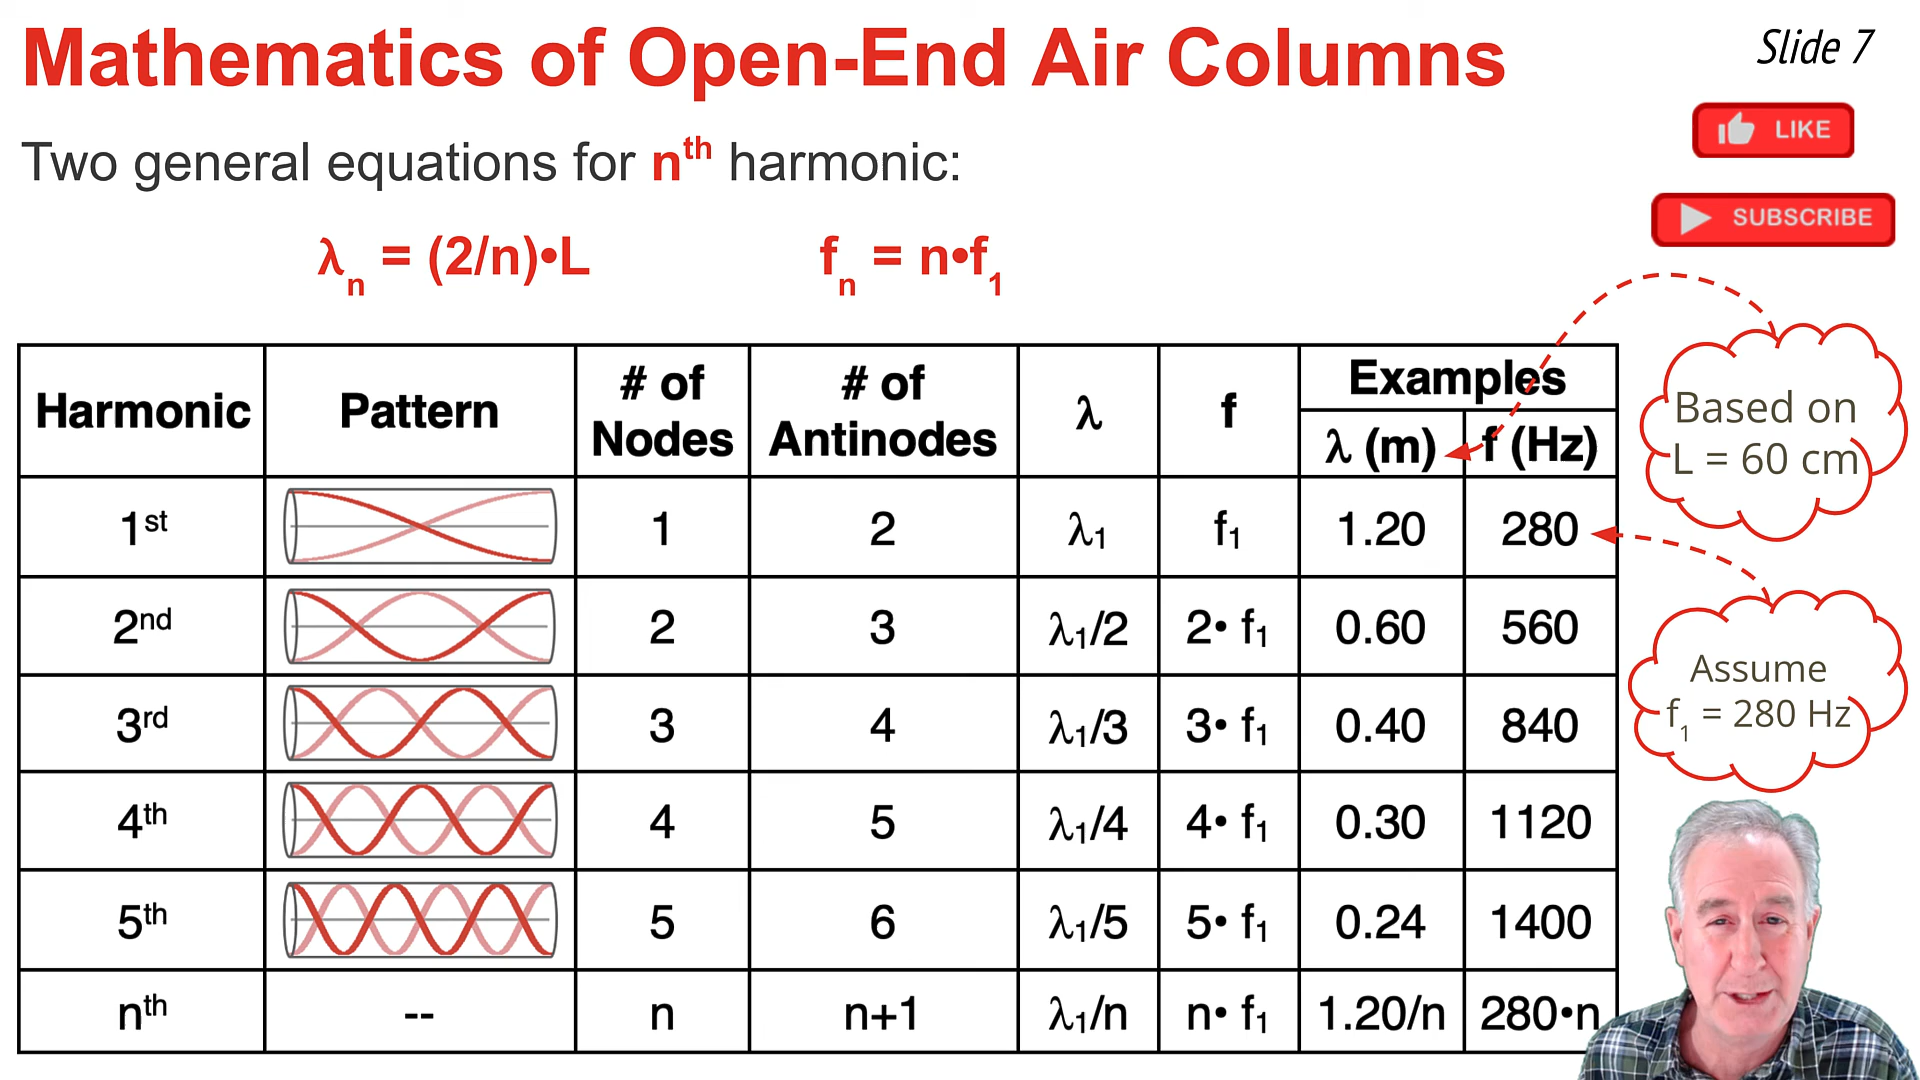 Mathematics of Open-End Air Columns
Slide 7
LIKE
SUBSCRIBE
Two general equations for nth harmonic:
λn = (2/n)•L
fn = n•f1
Harmonic
Pattern
# of
Nodes
# of
Antinodes
λ
f
Examples
λ (m)
f (Hz)
1st
1
2
λ1
f1
1.20
280
2nd
2
3
λ1/2
2• f1
0.60
560
3rd
3
4
λ1/3
3• f1
0.40
840
4th
4
5
λ1/4
4• f1
0.30
1120
5th
5
6
λ1/5
5• f1
0.24
1400
nth
--
n
n+1
λ1/n
n• f1
1.20/n
280•n
Based on
L = 60 cm
Assume
f1 = 280 Hz